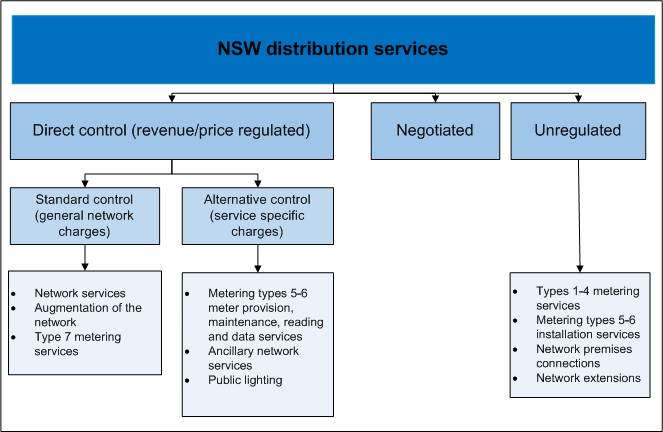 NSW distribution services
Direct control (revenue/price regulated)
Negotiated
Unregulated
Standard control
(general network
charges)
Alternative control
(service specific
charges)
• Network services
• Augmentation of the
network
• Type 7 metering
services
• Metering types 5-6
meter provision,
maintenance, reading
and data services
• Ancillary network
services
• Public lighting
• Types 1-4 metering
services
• Metering types 5-6
installation services
• Network premises
connections
• Network extensions